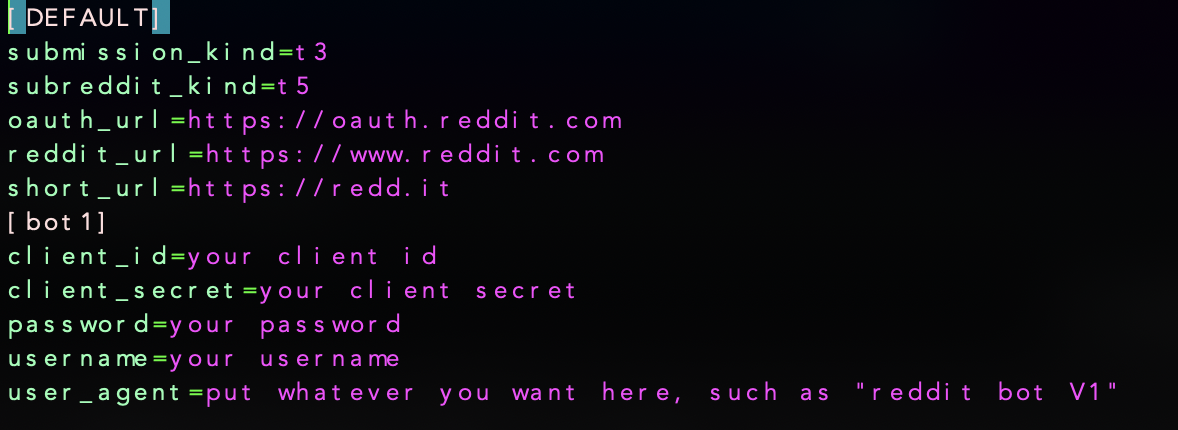 [DEFAULT]
submission_kind=t3
subreddit_kind=t5
oauth_url=https://oauth.reddit.com
reddit_url=https://www.reddit.com
short_url=https://redd.it
[bot1]
client_id=your client id
client_secret=your client secret
password=your password
username=your username
user_agent=put whatever you want here, such as "reddit bot V1"